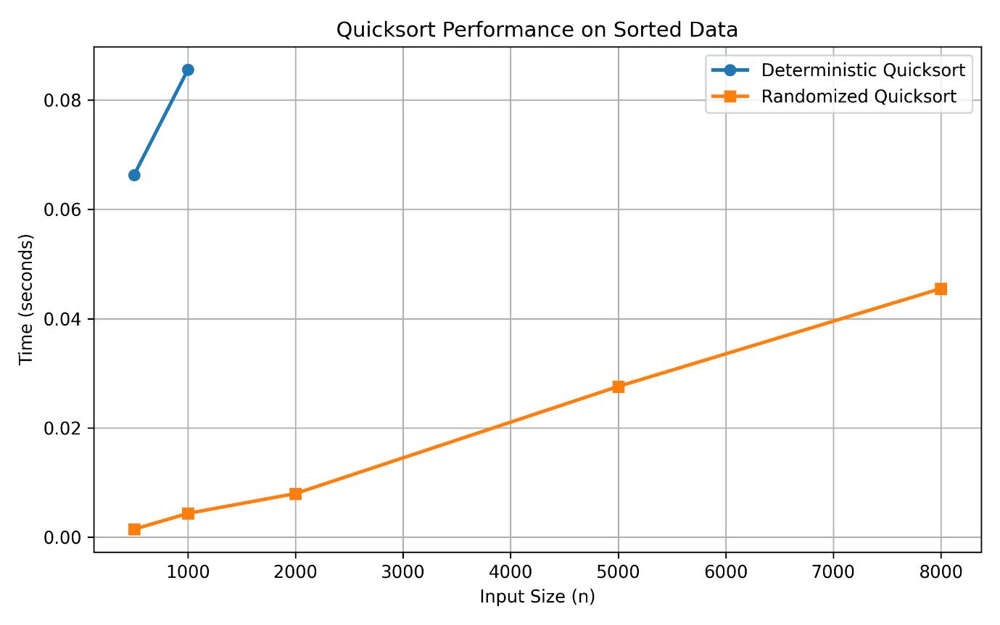 Quicksort Performance on Sorted Data
Deterministic Quicksort
Randomized Quicksort
Time (seconds)
0.08
0.06
0.04
0.02
0.00
1000 2000 3000 4000 5000 6000 7000 8000
Input Size (n)